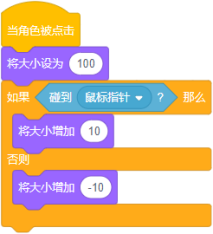 当角色被点击
将大小设为 100
如果 碰到 鼠标指针 ? 那么
将大小增加 10
否则
将大小增加 -10